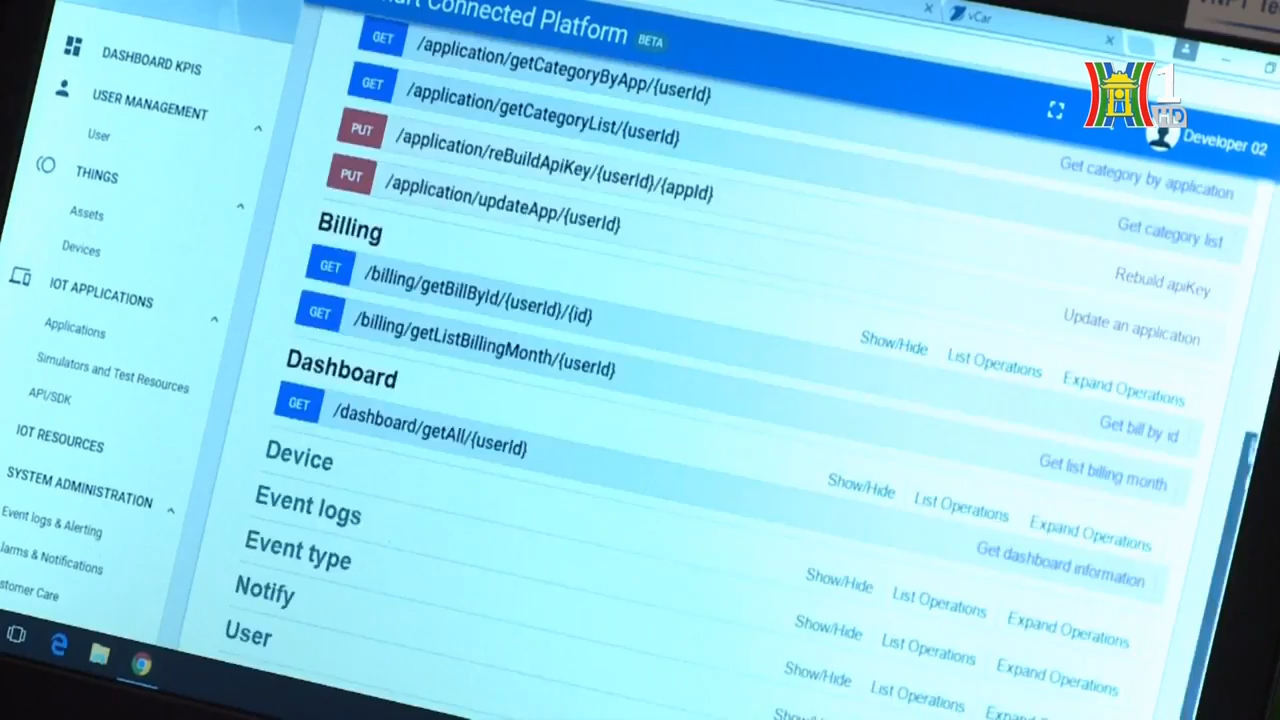 vCar
Connected Platform BETA
1
HD
Developer 02
DASHBOARD KPIS
USER MANAGEMENT
User
THINGS
Assets
Devices
IOT APPLICATIONS
Applications
Simulators and Test Resources
API/SDK
IOT RESOURCES
SYSTEM ADMINISTRATION
Event logs & Alerting
larms & Notifications
stomer Care
GET /application/getCategoryByApp/{userId} Get category by application
GET /application/getCategoryList/{userId} Get category list
PUT /application/reBuildApiKey/{userId}/{appId} Rebuild apiKey
PUT /application/updateApp/{userId} Update an application
Billing Show/Hide List Operations Expand Operations
GET /billing/getBillById/{userId}/{id} Get bill by id
GET /billing/getListBillingMonth/{userId} Get list billing month
Dashboard Show/Hide List Operations Expand Operations
GET /dashboard/getAll/{userId} Get dashboard information
Device Show/Hide List Operations Expand Operations
Event logs Show/Hide List Operations Expand Operations
Event type Show/Hide List Operations
Notify
User